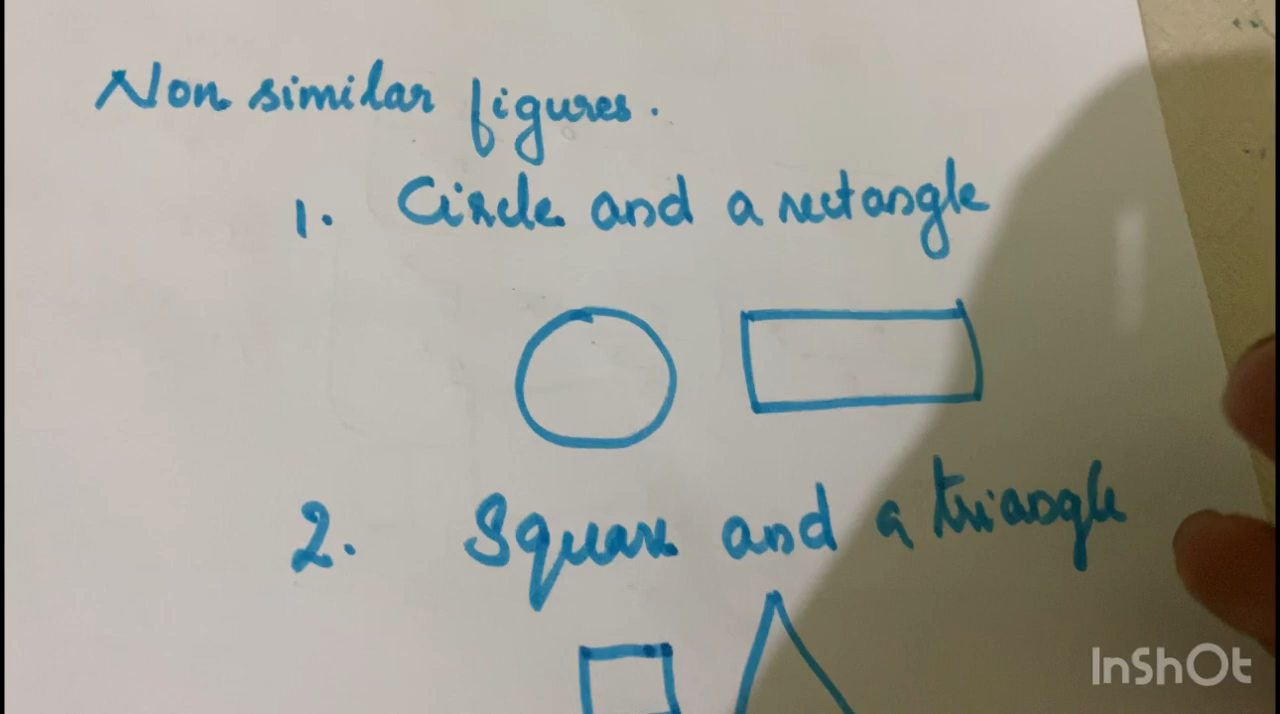 Non similar figures.
1. Circle and a rectangle
2. Square and a triangle
InShOt